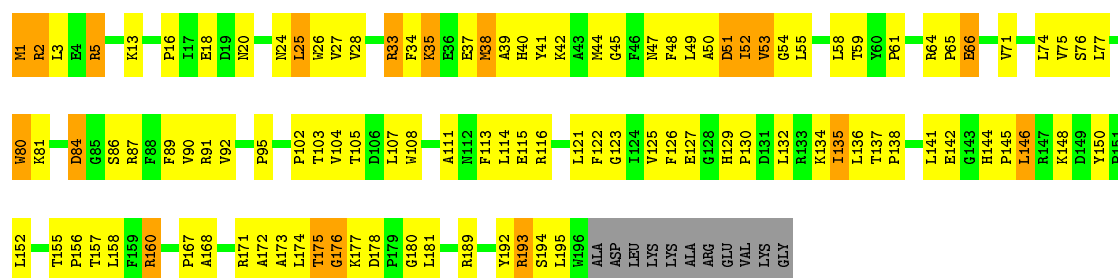 M1 R2 L3 E4 R5 K13 P16 I17 E18 D19 N20 N24 L25 W26 V27 V28 R33 F34 K35 E36 E37 M38 A39 H40 Y41 K42 A43 M44 G45 F46 N47 F48 L49 A50 D51 I52 V53 G54 L55 L58 T59 Y60 P61 R64 P65 E66 V71 L74 V75 S76 L77
W80 K81 D84 G85 S86 R87 F88 F89 V90 R91 V92 P95 P102 T103 V104 T105 D106 L107 W108 A111 N112 F113 L114 E115 R116 L121 F122 G123 I124 V125 F126 E127 G128 H129 P130 D131 L132 R133 K134 I135 L136 T137 P138 L141 E142 G143 H144 P145 L146 R147 K148 D149 Y150 P151
L152 T155 P156 T157 L158 F159 R160 P167 A168 R171 A172 A173 L174 T175 G176 K177 D178 P179 G180 L181 R189 Y192 R193 S194 L195 W196 ALA ASP LEU LYS LYS ALA ARG GLU VAL LYS GLY